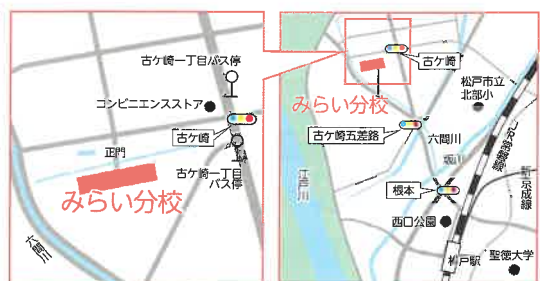 古ケ崎一丁目バス停
コンビニエンスストア
古ケ崎
正門
古ケ崎一丁目
バス停
みらい分校
六間川
古ケ崎
みらい分校
松戸市立
北部小
古ケ崎五差路
六間川
坂川
江戸川
根本
新京成線
西口公園
松戸駅
聖徳大学